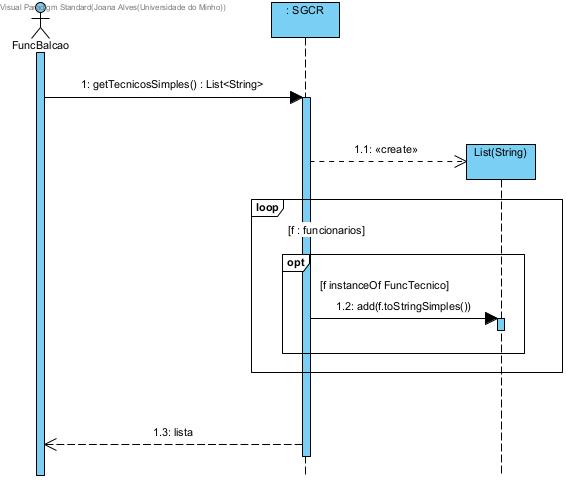 Visual Paradigm Standard(Joana Alves(Universidade do Minho))
: SGCR
FuncBalcao
1: getTecnicosSimples() : List<String>
1.1: «create»
List(String)
loop
[f : funcionarios]
opt
[f instanceOf FuncTecnico]
1.2: add(f.toStringSimples())
1.3: lista